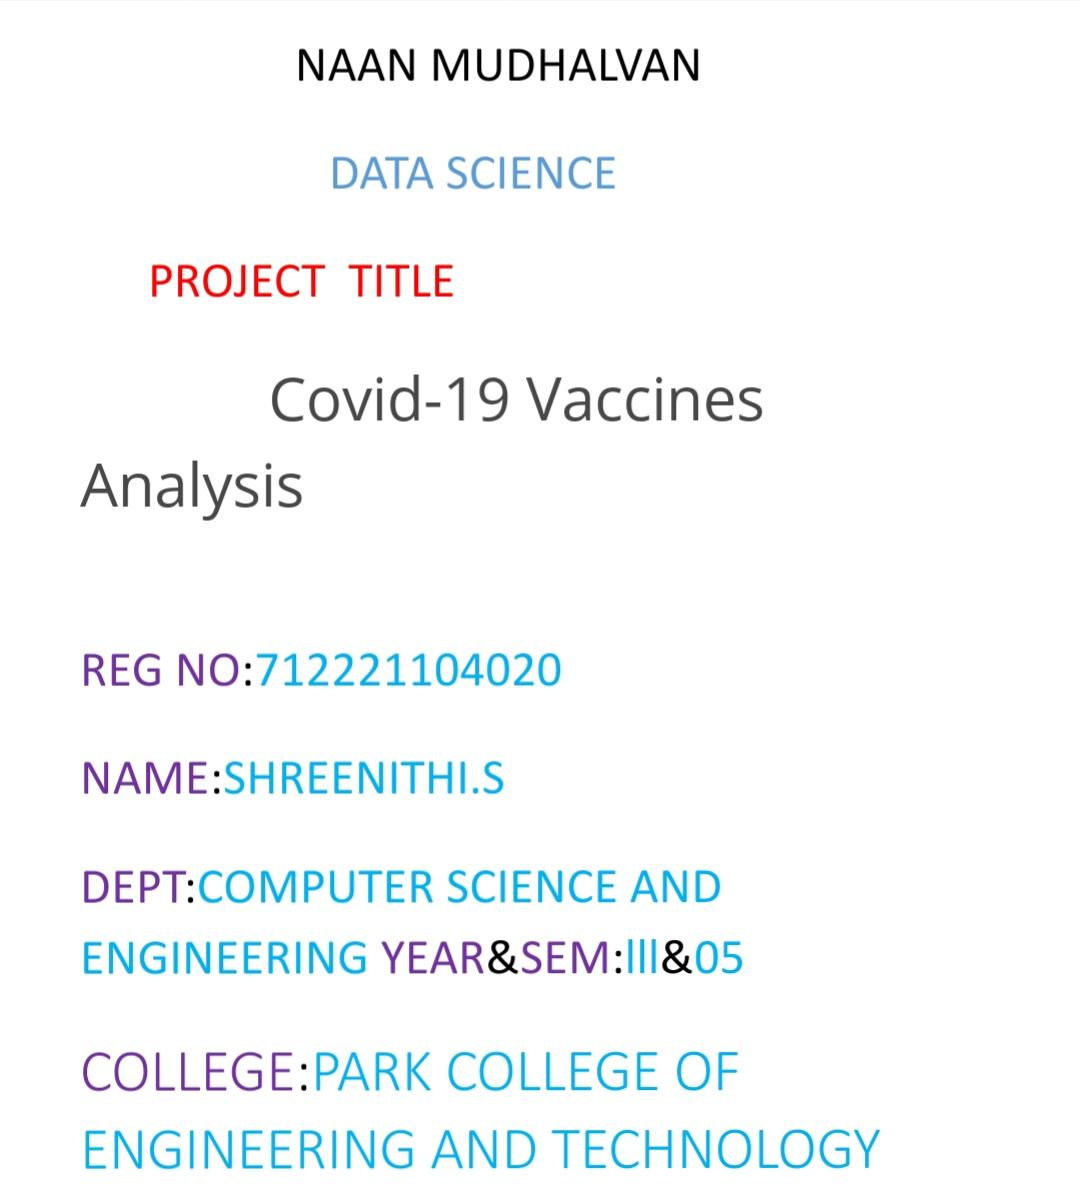 NAAN MUDHALVAN
DATA SCIENCE
PROJECT TITLE
Covid-19 Vaccines
Analysis
REG NO:712221104020
NAME:SHREENITHI.S
DEPT:COMPUTER SCIENCE AND
ENGINEERING YEAR&SEM:lll&05
COLLEGE:PARK COLLEGE OF
ENGINEERING AND TECHNOLOGY